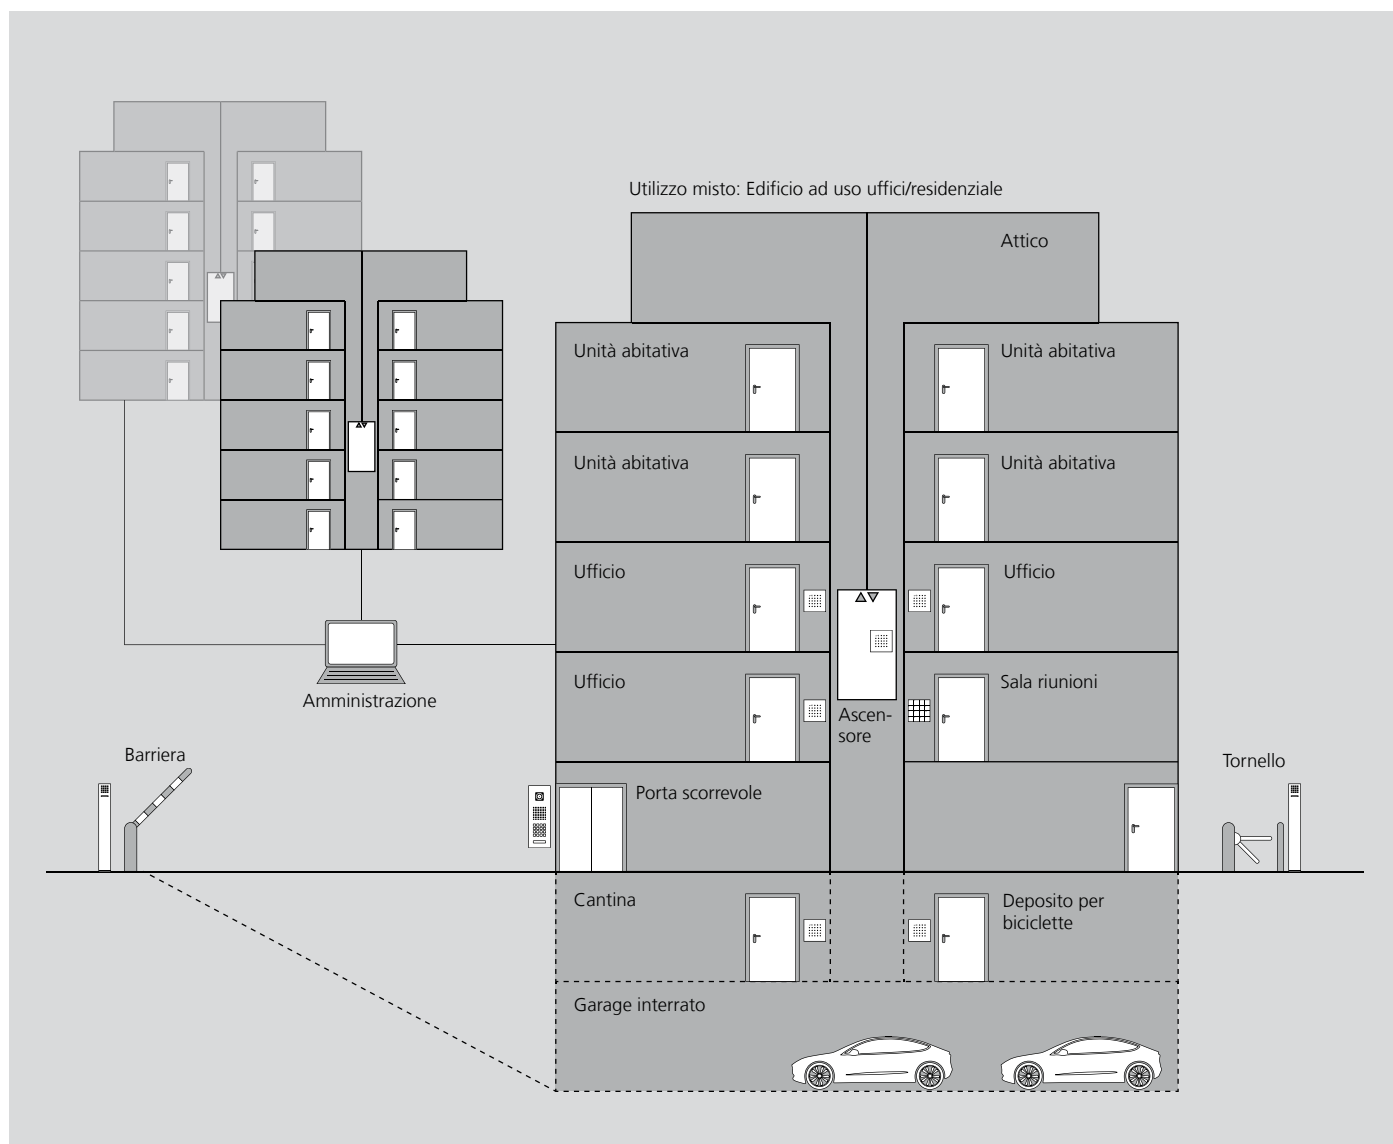 Utilizzo misto: Edificio ad uso uffici/residenziale
Attico
Unità abitativa
Unità abitativa
Unità abitativa
Unità abitativa
Ufficio
Ufficio
Ufficio
Sala riunioni
Ascen-
sore
Amministrazione
Barriera
Porta scorrevole
Tornello
Cantina
Deposito per
biciclette
Garage interrato